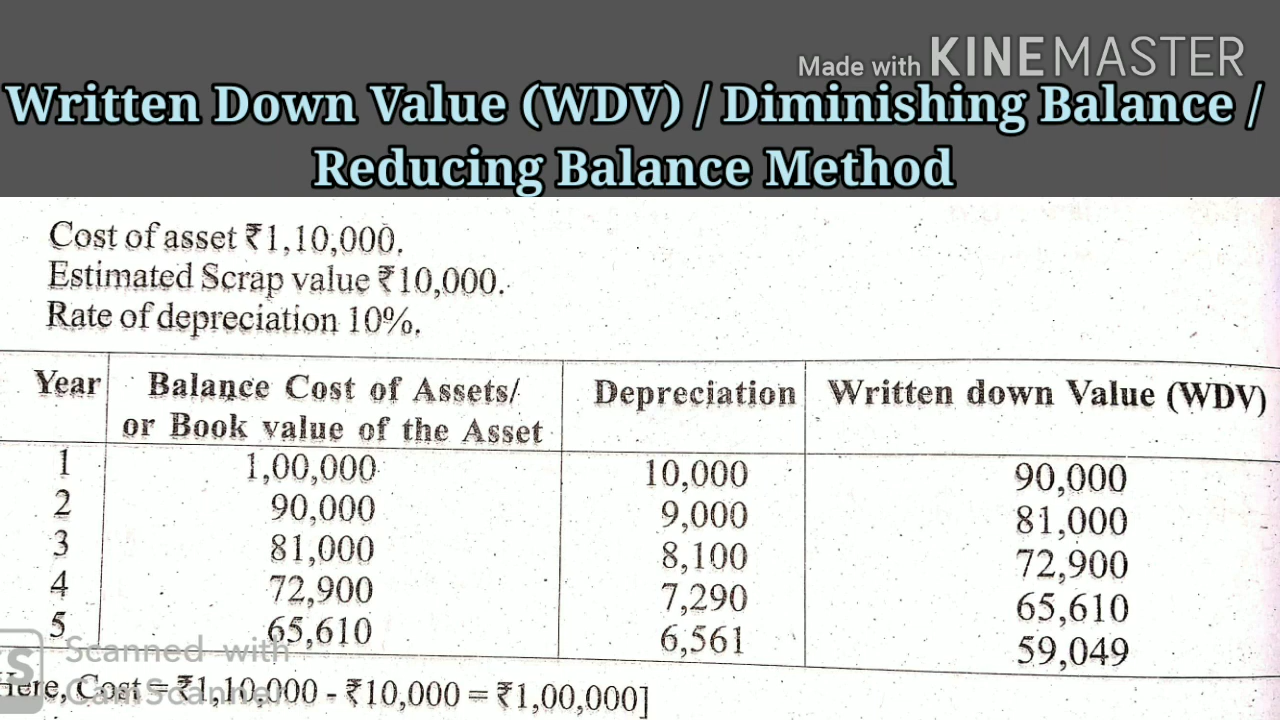 Made with KINEMASTER
Written Down Value (WDV) / Diminishing Balance /
Reducing Balance Method
Cost of asset ₹1,10,000.
Estimated Scrap value ₹10,000.
Rate of depreciation 10%.
Year Balance Cost of Assets/ or Book value of the Asset Depreciation Written down Value (WDV)
1 1,00,000 10,000 90,000
2 90,000 9,000 81,000
3 81,000 8,100 72,900
4 72,900 7,290 65,610
5 65,610 6,561 59,049
Scanned with
CamScanner
Here, Cost = ₹1,10,000 - ₹10,000 = ₹1,00,000]